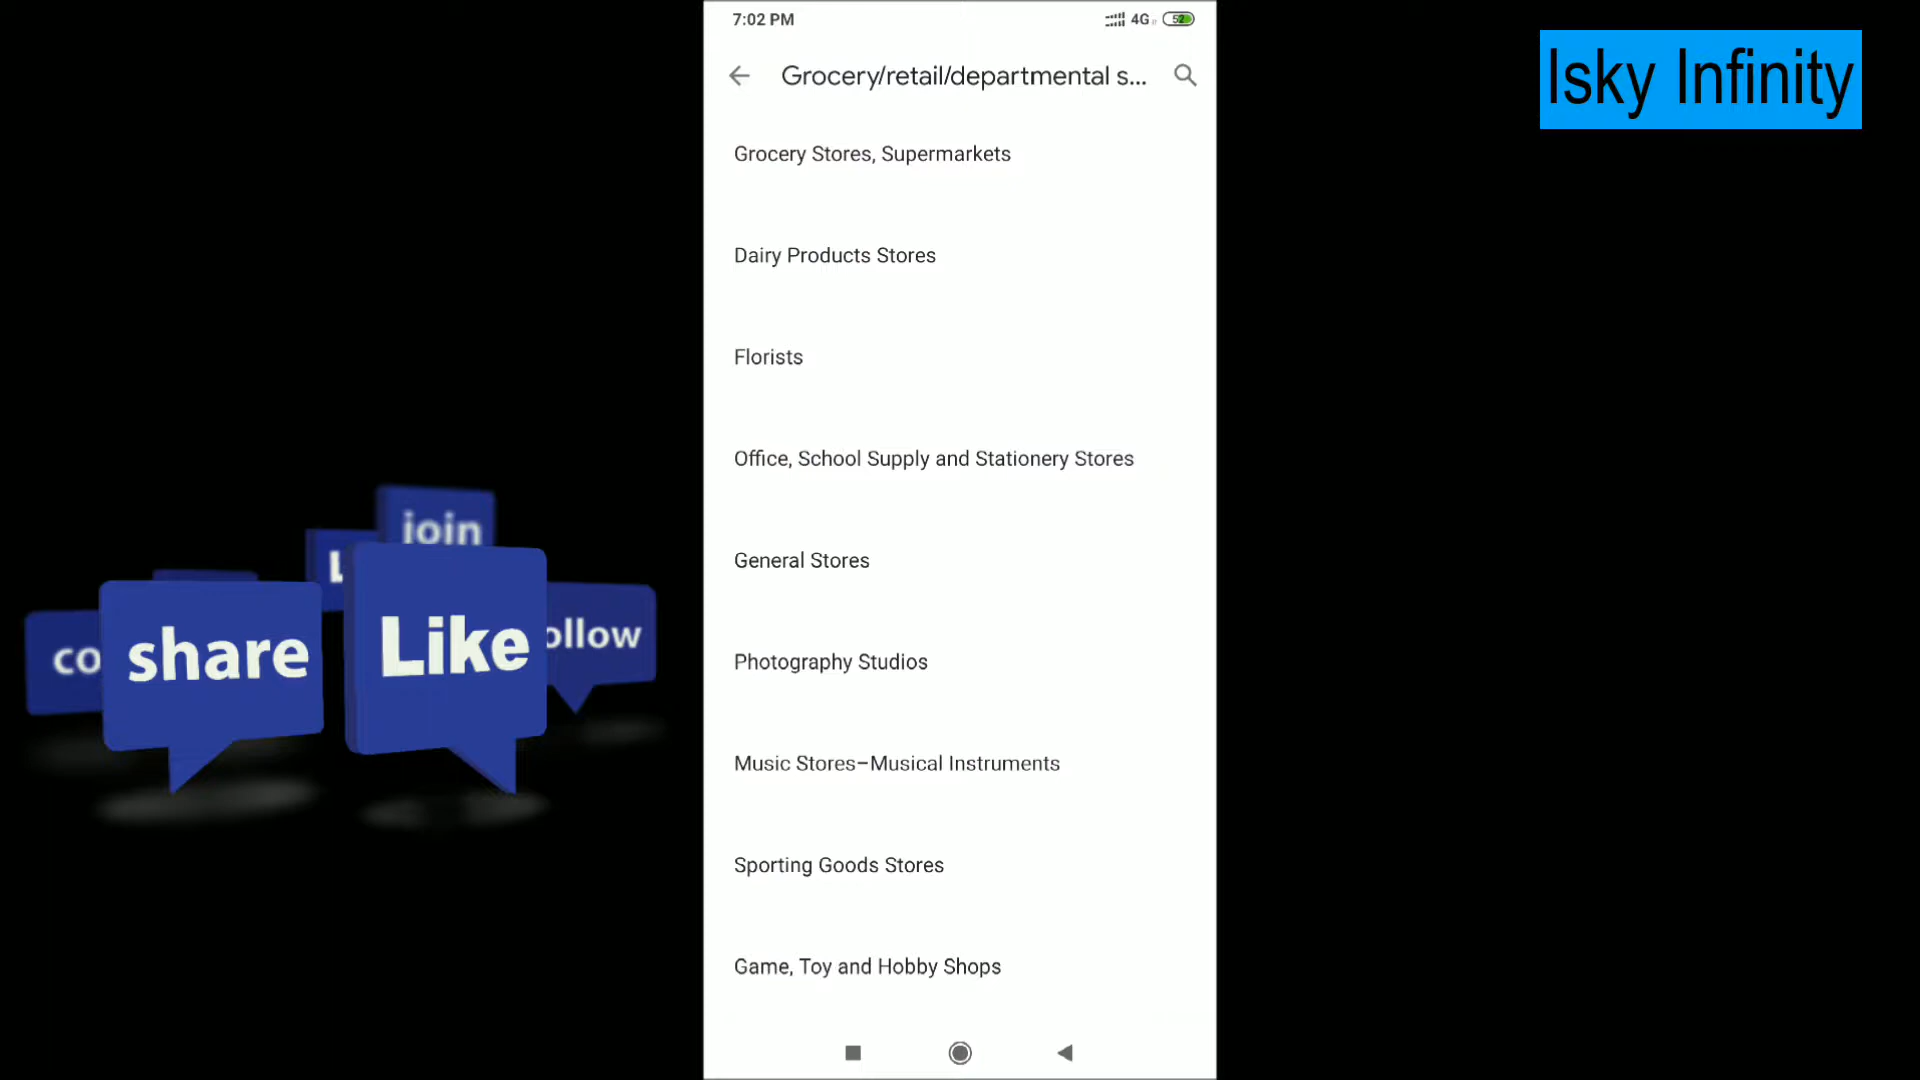 7:02 PM
4G
52
Grocery/retail/departmental s...
Isky Infinity
Grocery Stores, Supermarkets
Dairy Products Stores
Florists
Office, School Supply and Stationery Stores
General Stores
Photography Studios
Music Stores–Musical Instruments
Sporting Goods Stores
Game, Toy and Hobby Shops
join
L
co
share
Like
ollow